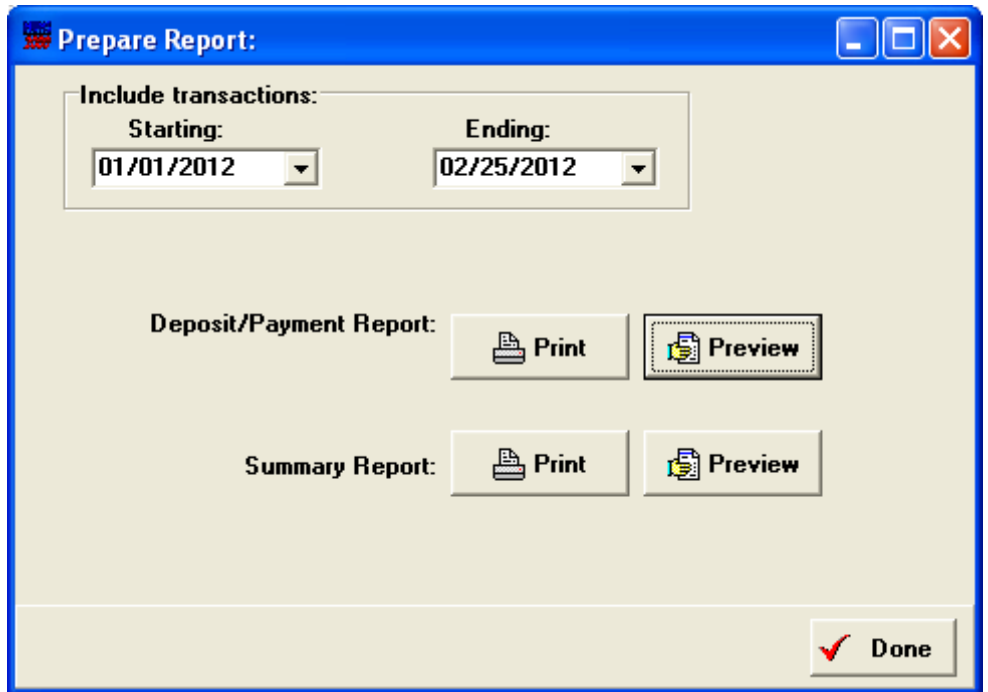 Prepare Report:
Include transactions:
Starting: Ending:
01/01/2012 02/25/2012
Deposit/Payment Report: Print Preview
Summary Report: Print Preview
Done